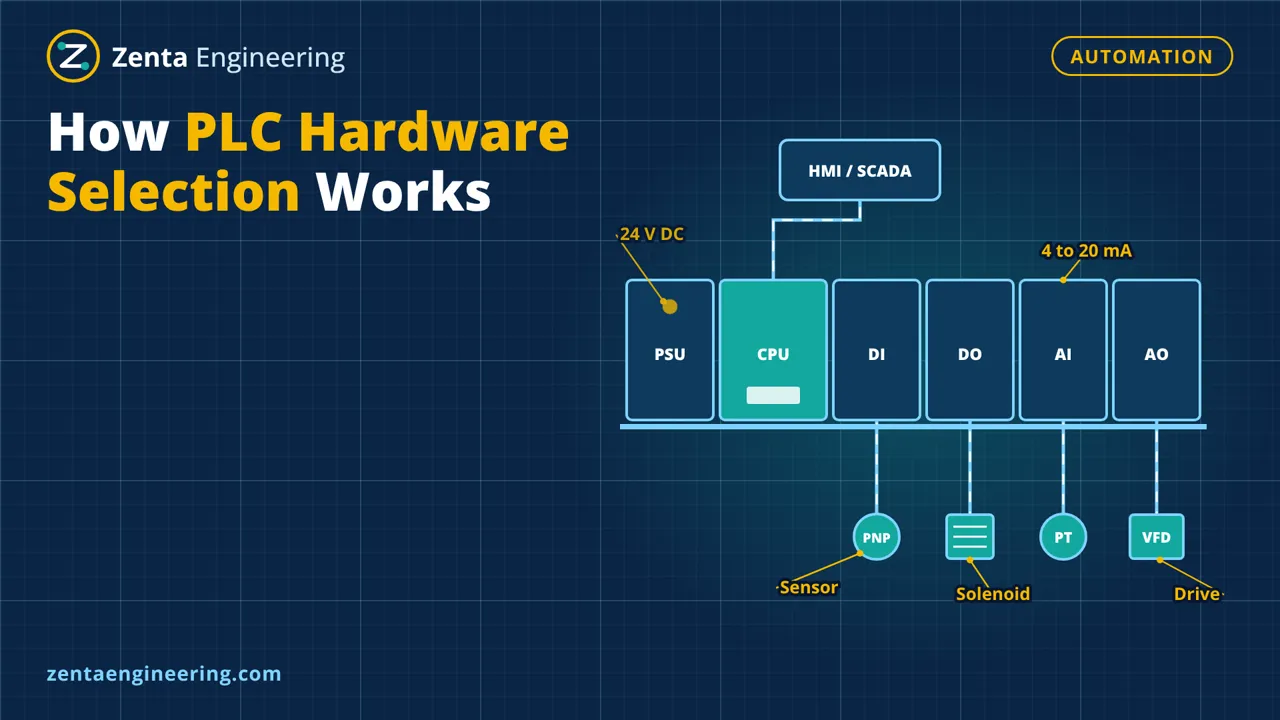 Zenta Engineering
AUTOMATION
How PLC Hardware
Selection Works
HMI / SCADA
24 V DC
4 to 20 mA
PSU
CPU
DI
DO
AI
AO
PNP
PT
VFD
Sensor
Solenoid
Drive
zentaengineering.com